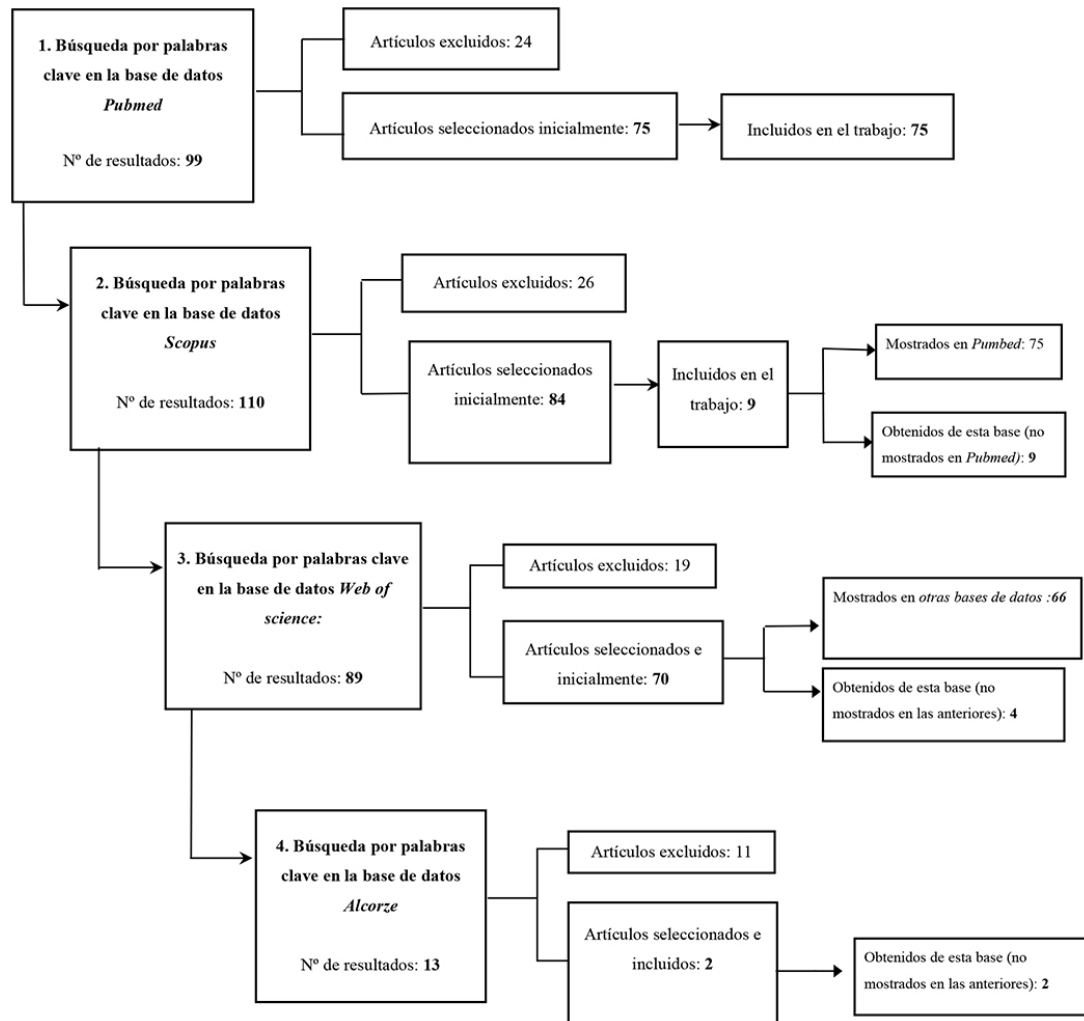 1. Búsqueda por palabras
clave en la base de datos
Pubmed
Nº de resultados: 99
Artículos excluidos: 24
Artículos seleccionados inicialmente: 75
Incluidos en el trabajo: 75
2. Búsqueda por palabras
clave en la base de datos
Scopus
Nº de resultados: 110
Artículos excluidos: 26
Artículos seleccionados
inicialmente: 84
Incluidos en el
trabajo: 9
Mostrados en Pumbed: 75
Obtenidos de esta base (no
mostrados en Pubmed): 9
3. Búsqueda por palabras clave
en la base de datos Web of
science:
Nº de resultados: 89
Artículos excluidos: 19
Artículos seleccionados e
inicialmente: 70
Mostrados en otras bases de datos :66
Obtenidos de esta base (no
mostrados en las anteriores): 4
4. Búsqueda por palabras
clave en la base de datos
Alcorze
Nº de resultados: 13
Artículos excluidos: 11
Artículos seleccionados e
incluidos: 2
Obtenidos de esta base (no
mostrados en las anteriores): 2